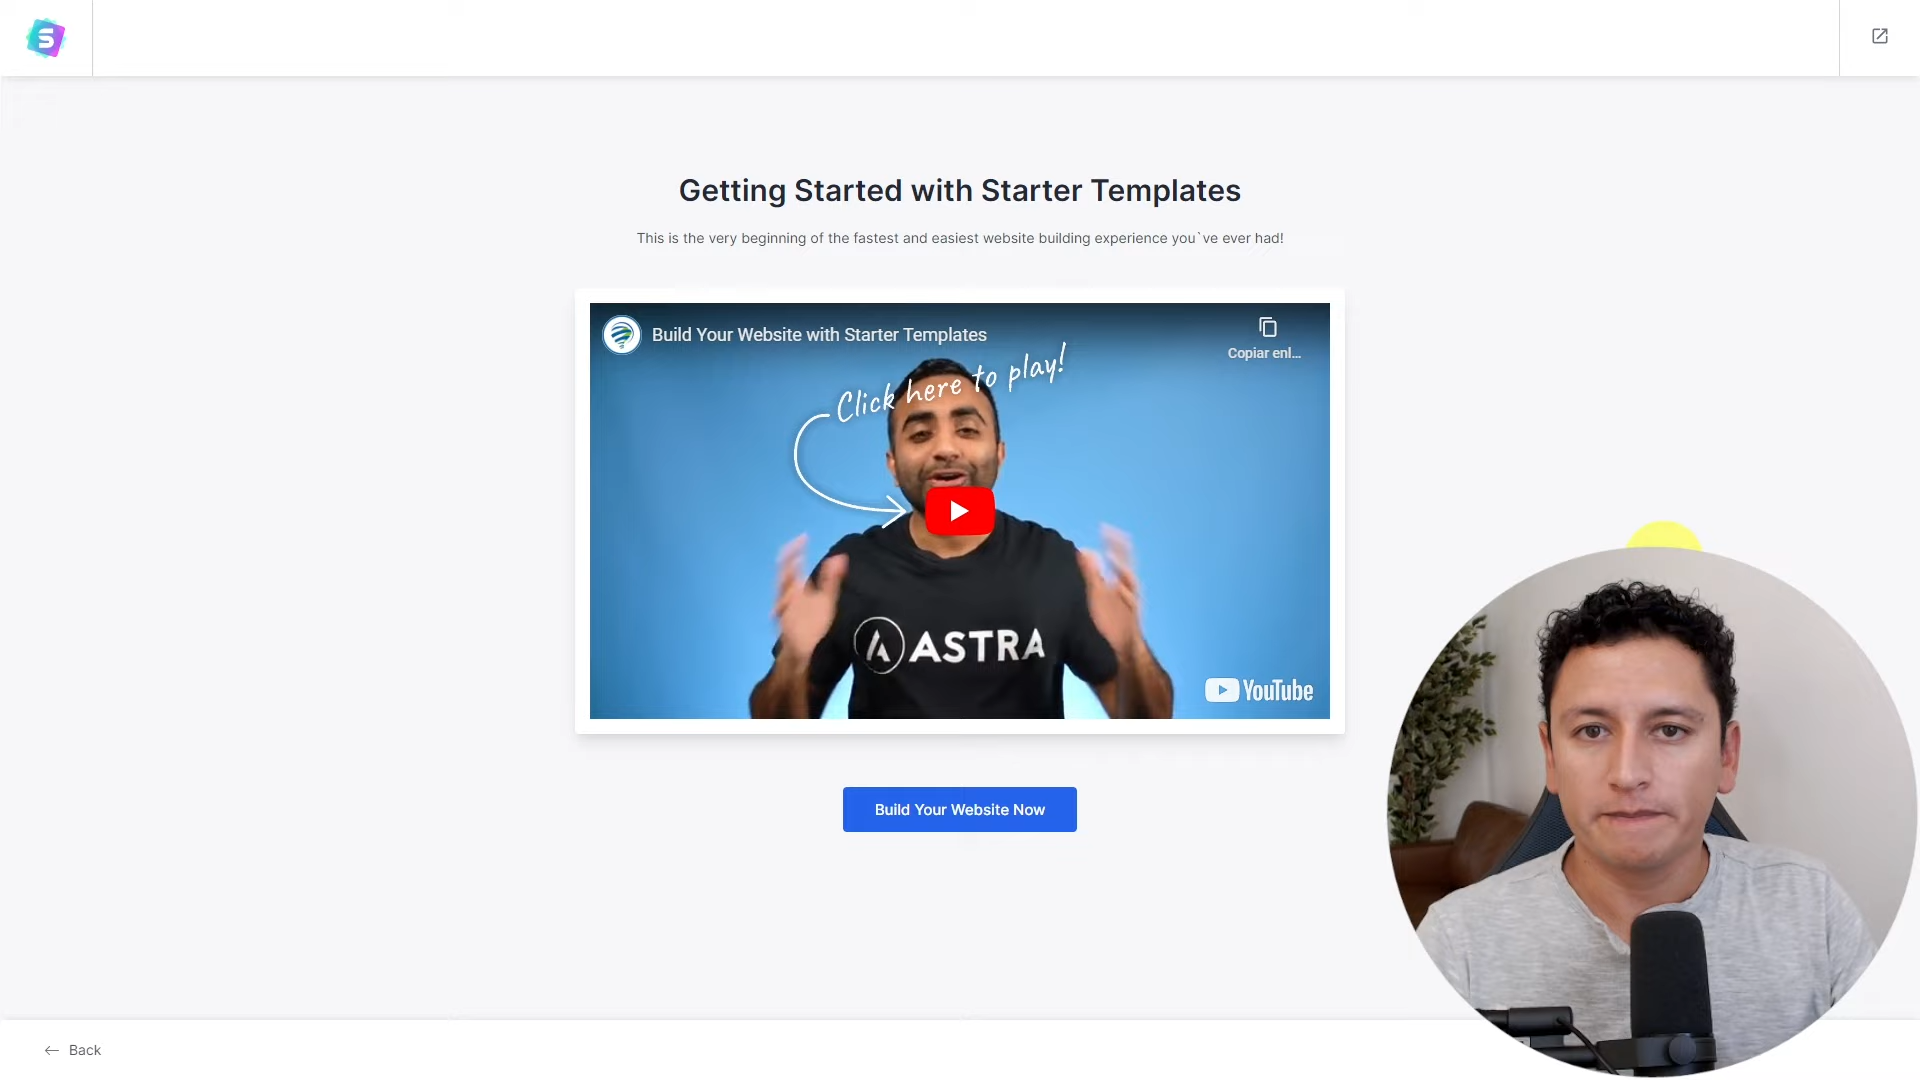 Getting Started with Starter Templates
This is the very beginning of the fastest and easiest website building experience you`ve ever had!
Build Your Website with Starter Templates
Copiar enl...
Click here to play!
ASTRA
YouTube
Build Your Website Now
Back